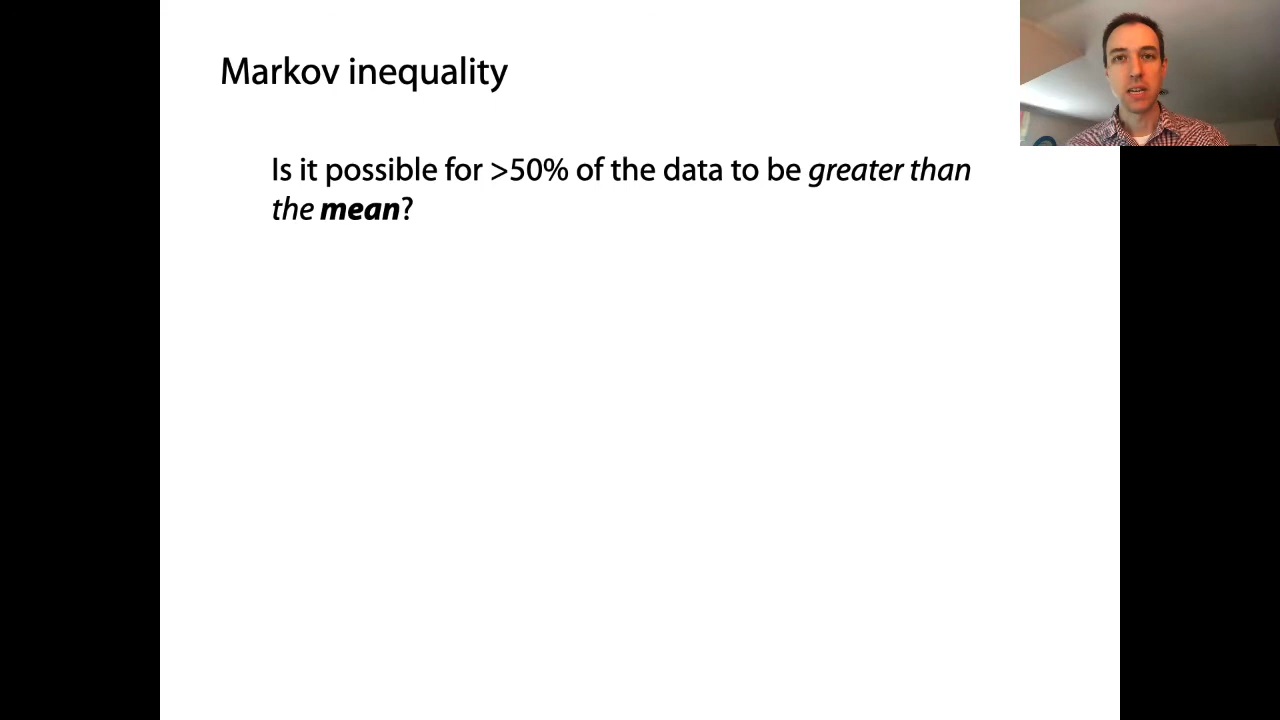 Markov inequality
Is it possible for >50% of the data to be greater than
the mean?